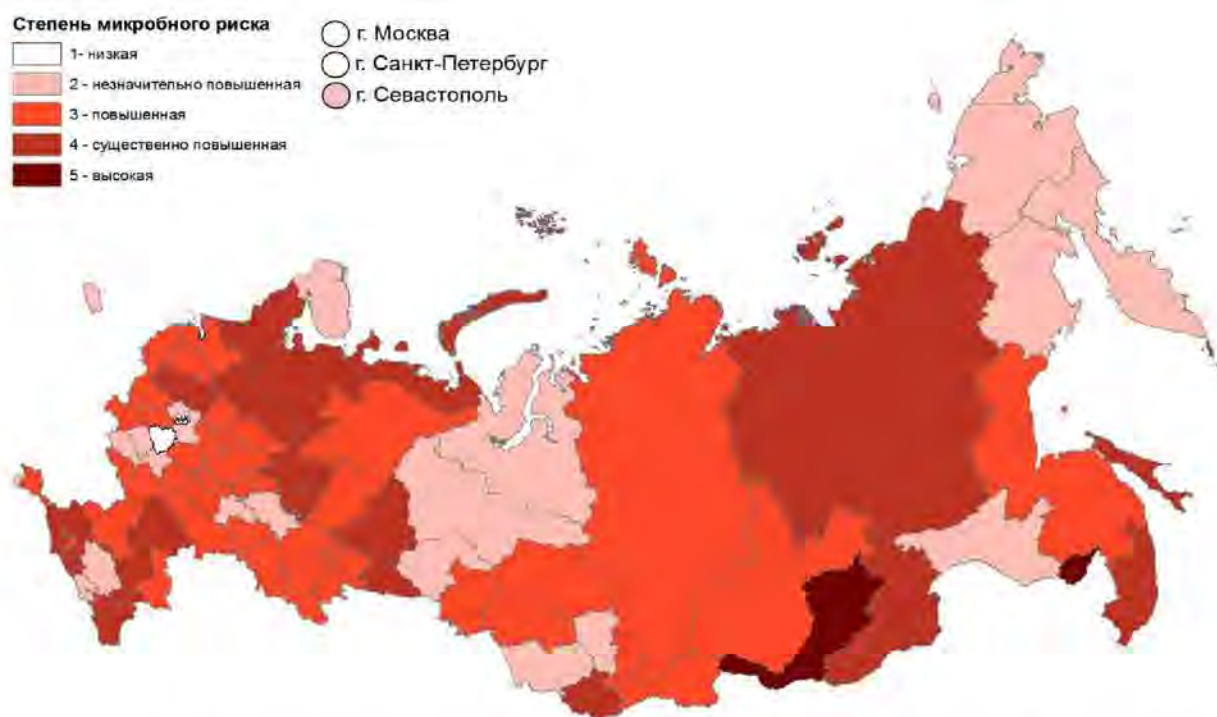 Степень микробного риска
1- низкая
2 - незначительно повышенная
3 - повышенная
4 - существенно повышенная
5 - высокая
г. Москва
г. Санкт-Петербург
г. Севастополь